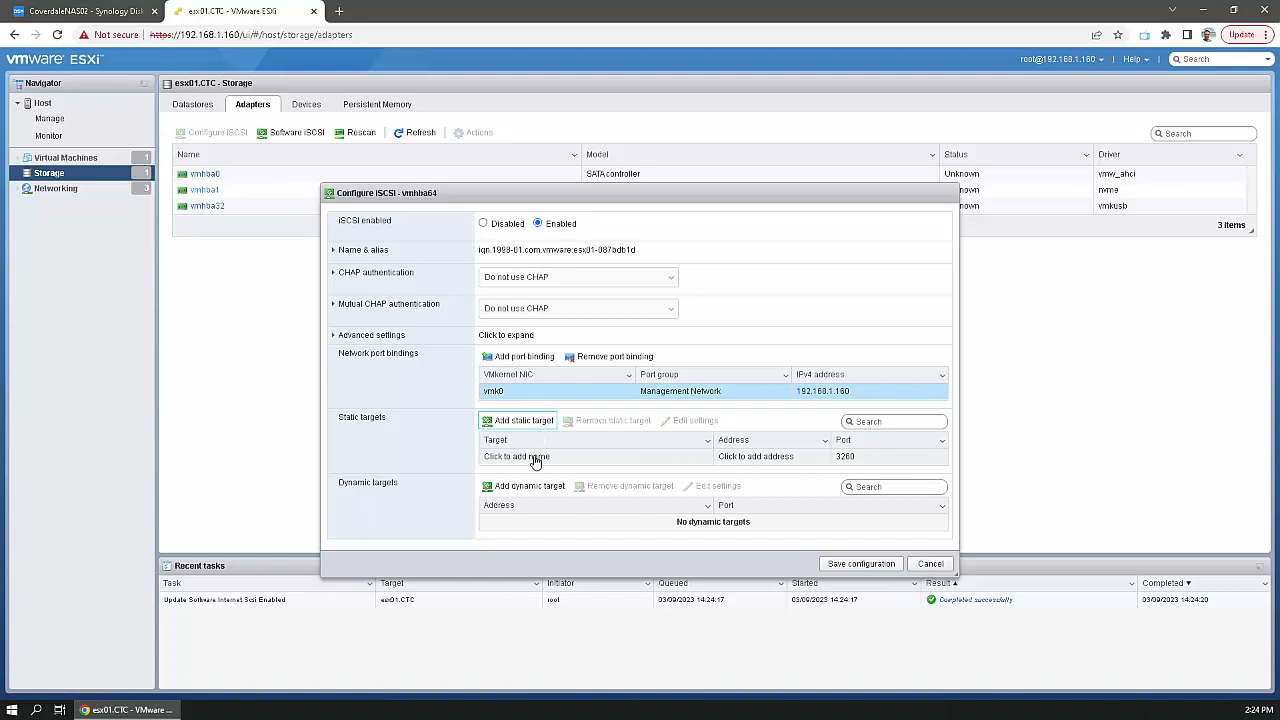 CoverdaleNAS02 - Synology Disk
esx01.CTC - VMware ESXi
Not secure https://192.168.1.160/ui/#/host/storage/adapters Update
vmware ESXi root@192.168.1.160 Help Search
Navigator
esx01.CTC - Storage
Host
Manage
Monitor
Virtual Machines 1
Storage 1
Networking 3
Datastores Adapters Devices Persistent Memory
Configure iSCSI Software iSCSI Rescan Refresh Actions Search
Name Model Status Driver
vmhba0 SATA controller Unknown vmw_ahci
vmhba1 nown nvme
vmhba32 nown vmkusb
3 items
Configure iSCSI - vmhba64
iSCSI enabled Disabled Enabled
Name & alias iqn.1998-01.com.vmware:esx01-087bdb1d
CHAP authentication Do not use CHAP
Mutual CHAP authentication Do not use CHAP
Advanced settings Click to expand
Network port bindings Add port binding Remove port binding
VMkernel NIC Port group IPv4 address
vmk0 Management Network 192.168.1.160
Static targets Add static target Remove static target Edit settings Search
Target Address Port
Click to add name Click to add address 3260
Dynamic targets Add dynamic target Remove dynamic target Edit settings Search
Address Port
No dynamic targets
Save configuration Cancel
Recent tasks
Task Target Initiator Queued Started Result Completed
Update Software Internet Scsi Enabled esx01.CTC root 03/09/2023 14:24:17 03/09/2023 14:24:17 Completed successfully 03/09/2023 14:24:20
esx01.CTC - VMware ... 2:24 PM